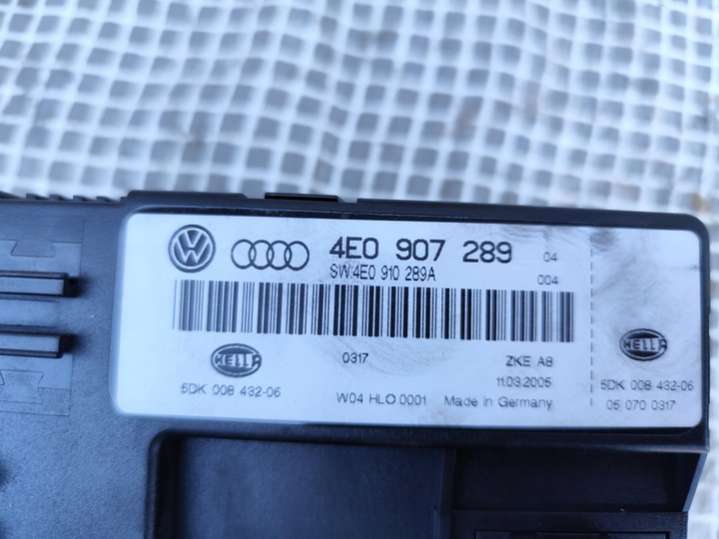 4E0 907 289 04
SW:4E0 910 289A 004
0317 ZKE A8
HELLA
11.03.2005
5DK 008 432-06
W04 HLO 0001 Made in Germany
HELLA
5DK 008 432-06
05 070 0317